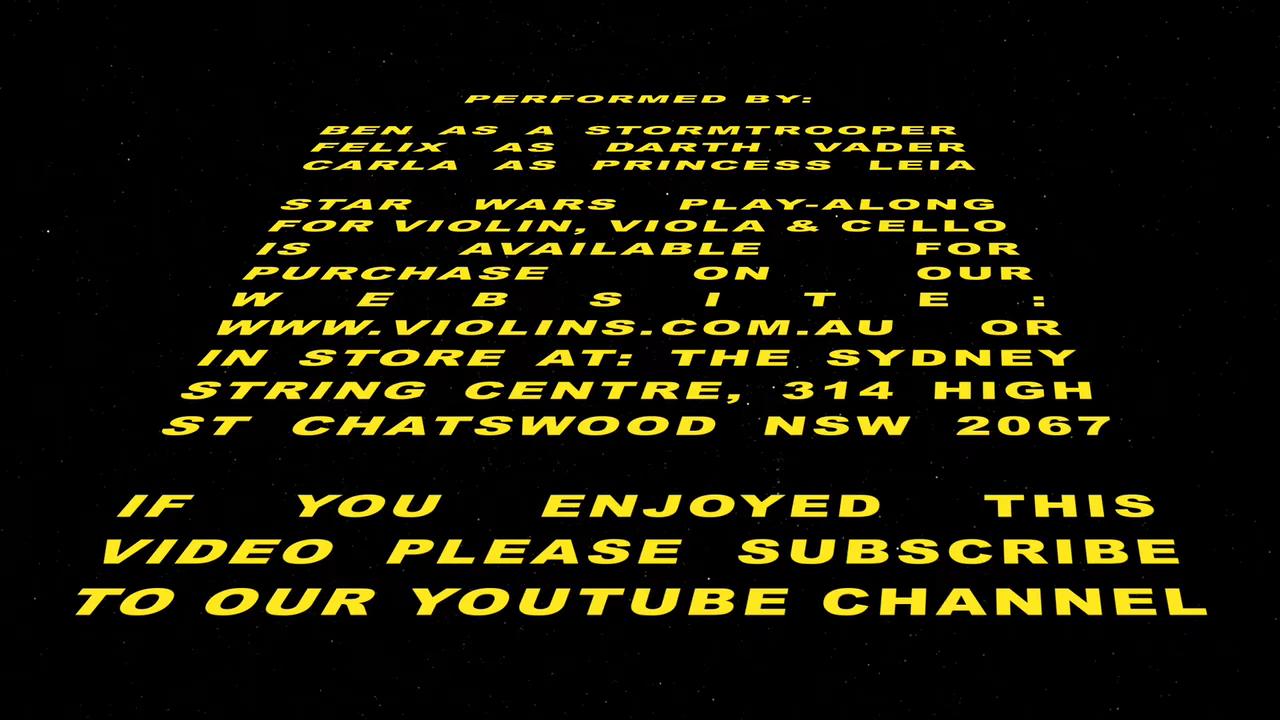 PERFORMED BY:
BEN AS A STORMTROOPER
FELIX AS DARTH VADER
CARLA AS PRINCESS LEIA
STAR WARS PLAY-ALONG
FOR VIOLIN, VIOLA & CELLO
IS AVAILABLE FOR
PURCHASE ON OUR
WEBSITE:
WWW.VIOLINS.COM.AU OR
IN STORE AT: THE SYDNEY
STRING CENTRE, 314 HIGH
ST CHATSWOOD NSW 2067
IF YOU ENJOYED THIS
VIDEO PLEASE SUBSCRIBE
TO OUR YOUTUBE CHANNEL